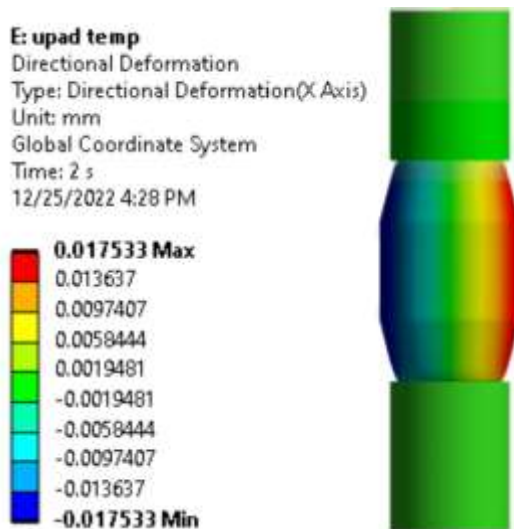 E: upad temp
Directional Deformation
Type: Directional Deformation(X Axis)
Unit: mm
Global Coordinate System
Time: 2 s
12/25/2022 4:28 PM
0.017533 Max
0.013637
0.0097407
0.0058444
0.0019481
-0.0019481
-0.0058444
-0.0097407
-0.013637
-0.017533 Min